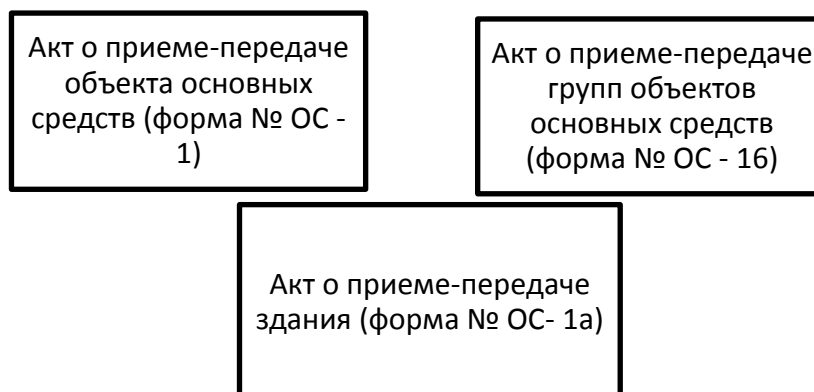 Акт о приеме-передаче
объекта основных
средств (форма № ОС -
1)
Акт о приеме-передаче
групп объектов
основных средств
(форма № ОС - 1б)
Акт о приеме-передаче
здания (форма № ОС- 1а)